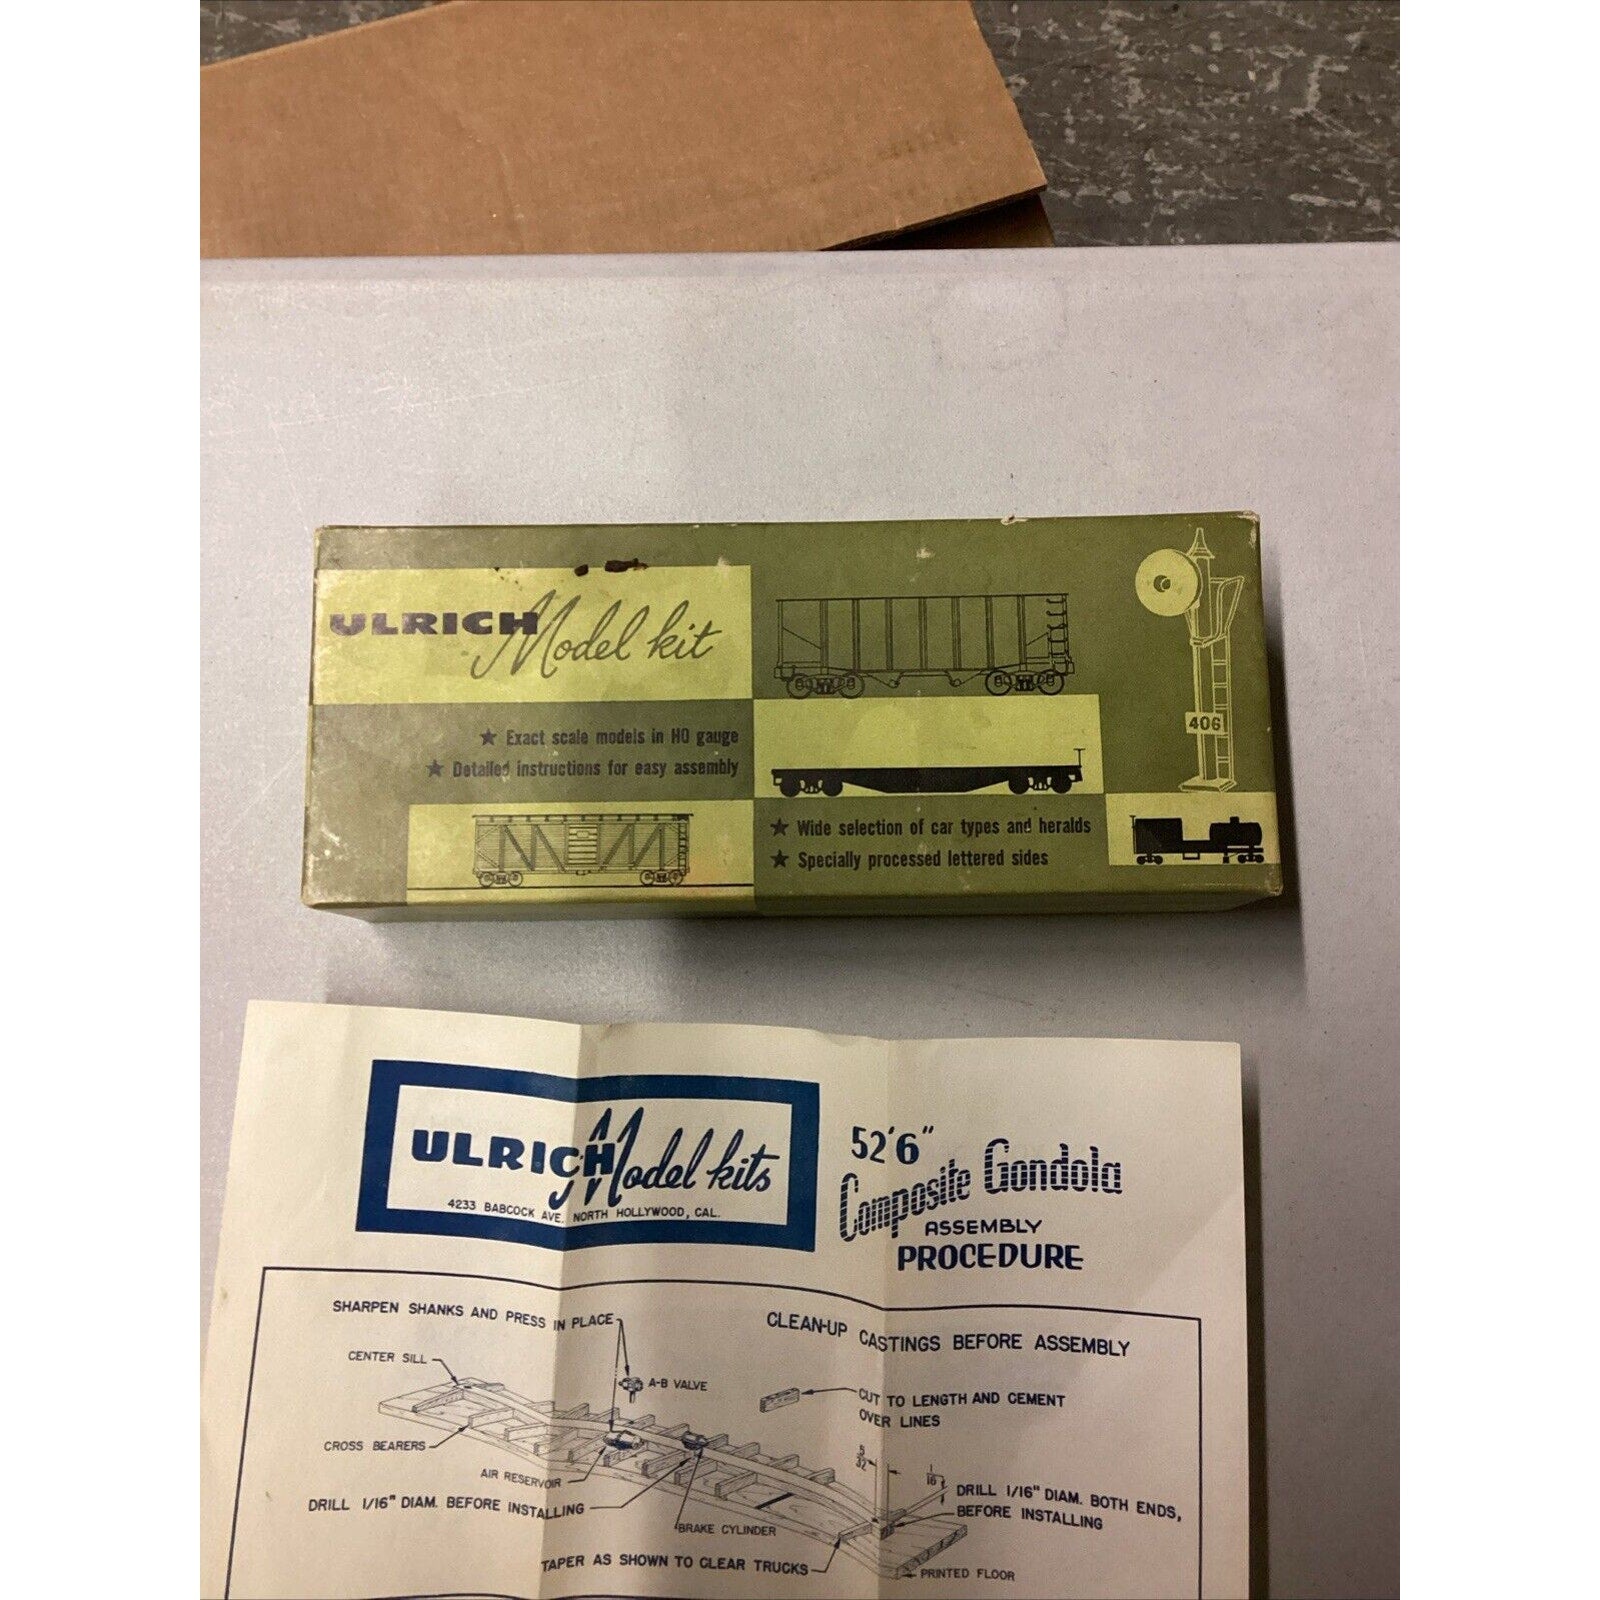 ULRICH Model kit
★ Exact scale models in HO gauge
★ Detailed instructions for easy assembly
406
★ Wide selection of car types and heralds
★ Specially processed lettered sides
ULRICH Model kits
4233 BABCOCK AVE. NORTH HOLLYWOOD, CAL.
52'6"
Composite Gondola
ASSEMBLY
PROCEDURE
SHARPEN SHANKS AND PRESS IN PLACE
CLEAN-UP CASTINGS BEFORE ASSEMBLY
CENTER SILL
A-B VALVE
CUT TO LENGTH AND CEMENT
OVER LINES
CROSS BEARERS
AIR RESERVOIR
5/32
1/16
DRILL 1/16" DIAM. BEFORE INSTALLING
DRILL 1/16" DIAM. BOTH ENDS,
BEFORE INSTALLING
BRAKE CYLINDER
TAPER AS SHOWN TO CLEAR TRUCKS
PRINTED FLOOR